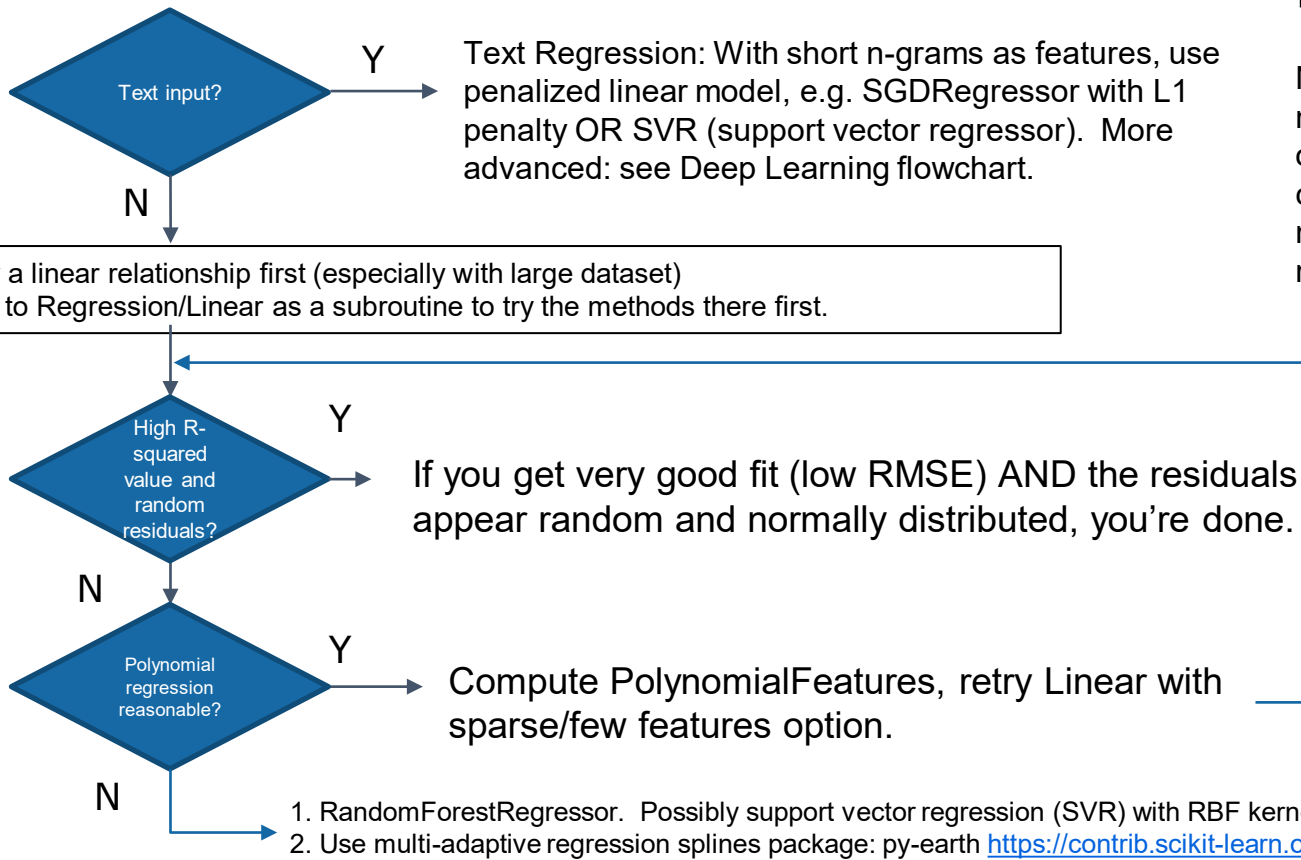 Text input?
Y
Text Regression: With short n-grams as features, use
penalized linear model, e.g. SGDRegressor with L1
penalty OR SVR (support vector regressor). More
advanced: see Deep Learning flowchart.
N
a linear relationship first (especially with large dataset)
to Regression/Linear as a subroutine to try the methods there first.
High R-
squared
value and
random
residuals?
Y
If you get very good fit (low RMSE) AND the residuals
appear random and normally distributed, you’re done.
N
Polynomial
regression
reasonable?
Y
Compute PolynomialFeatures, retry Linear with
sparse/few features option.
N
1. RandomForestRegressor. Possibly support vector regression (SVR) with RBF kern
2. Use multi-adaptive regression splines package: py-earth https://contrib.scikit-learn.o